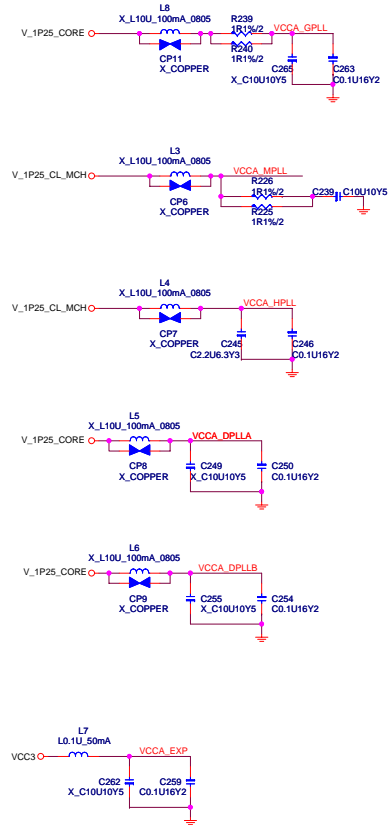 L8
X_L10U_100mA_0805
V_1P25_CORE
CP11
X_COPPER
R239
1R1%/2
R240
1R1%/2
VCCA_GPLL
C265
X_C10U10Y5
C263
C0.1U16Y2
L3
X_L10U_100mA_0805
V_1P25_CL_MCH
CP6
X_COPPER
VCCA_MPLL
R226
1R1%/2
R225
1R1%/2
C239
C10U10Y5
L4
X_L10U_100mA_0805
V_1P25_CL_MCH
CP7
X_COPPER
VCCA_HPLL
C245
C2.2U6.3Y3
C246
C0.1U16Y2
L5
X_L10U_100mA_0805
V_1P25_CORE
CP8
X_COPPER
VCCA_DPLLA
C249
X_C10U10Y5
C250
C0.1U16Y2
L6
X_L10U_100mA_0805
V_1P25_CORE
CP9
X_COPPER
VCCA_DPLLB
C255
X_C10U10Y5
C254
C0.1U16Y2
L7
L0.1U_50mA
VCC3
VCCA_EXP
C262
X_C10U10Y5
C259
C0.1U16Y2